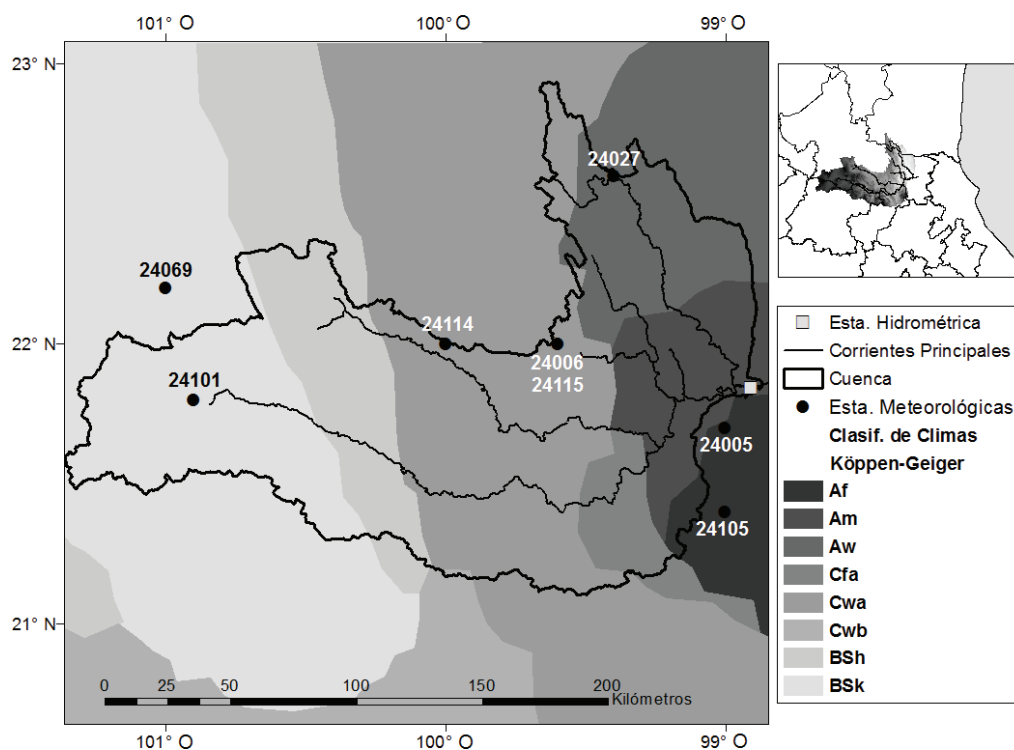 101° O
100° O
99° O
23° N
22° N
21° N
24027
24069
24114
24006
24115
24101
24005
24105
0
25
50
100
150
200
Kilómetros
101° O
100° O
99° O
Esta. Hidrométrica
Corrientes Principales
Cuenca
Esta. Meteorológicas
Clasif. de Climas
Köppen-Geiger
Af
Am
Aw
Cfa
Cwa
Cwb
BSh
BSk